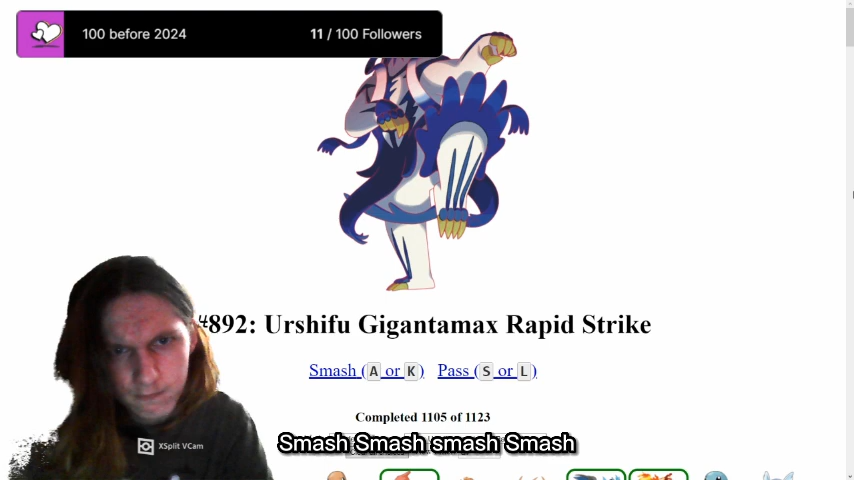 100 before 2024 11 / 100 Followers
#892: Urshifu Gigantamax Rapid Strike
Smash (A or K) Pass (S or L)
Completed 1105 of 1123
Smash Smash smash Smash
XSplit VCam